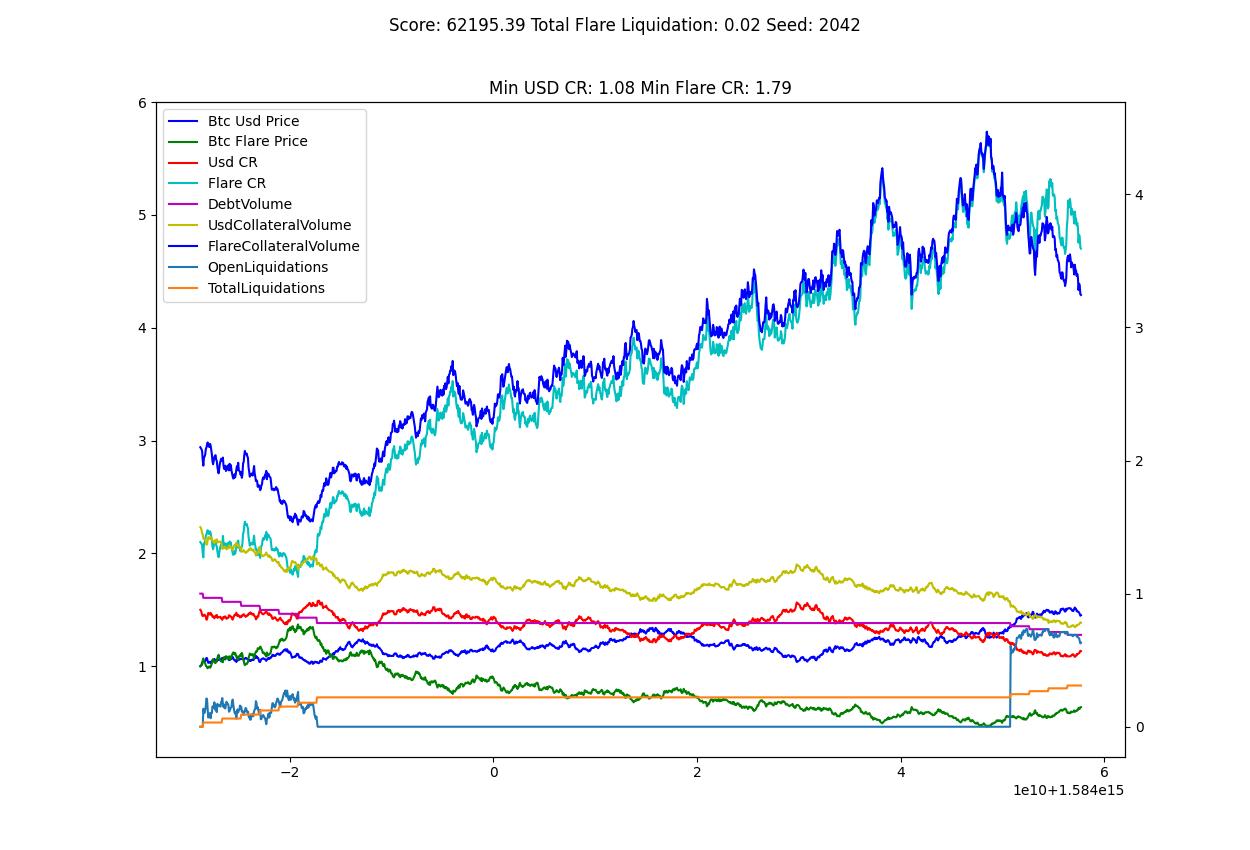 Score: 62195.39 Total Flare Liquidation: 0.02 Seed: 2042
Min USD CR: 1.08 Min Flare CR: 1.79
Btc Usd Price
Btc Flare Price
Usd CR
Flare CR
DebtVolume
UsdCollateralVolume
FlareCollateralVolume
OpenLiquidations
TotalLiquidations
6
5
4
3
2
1
4
3
2
1
0
−2
0
2
4
6
1e10+1.584e15